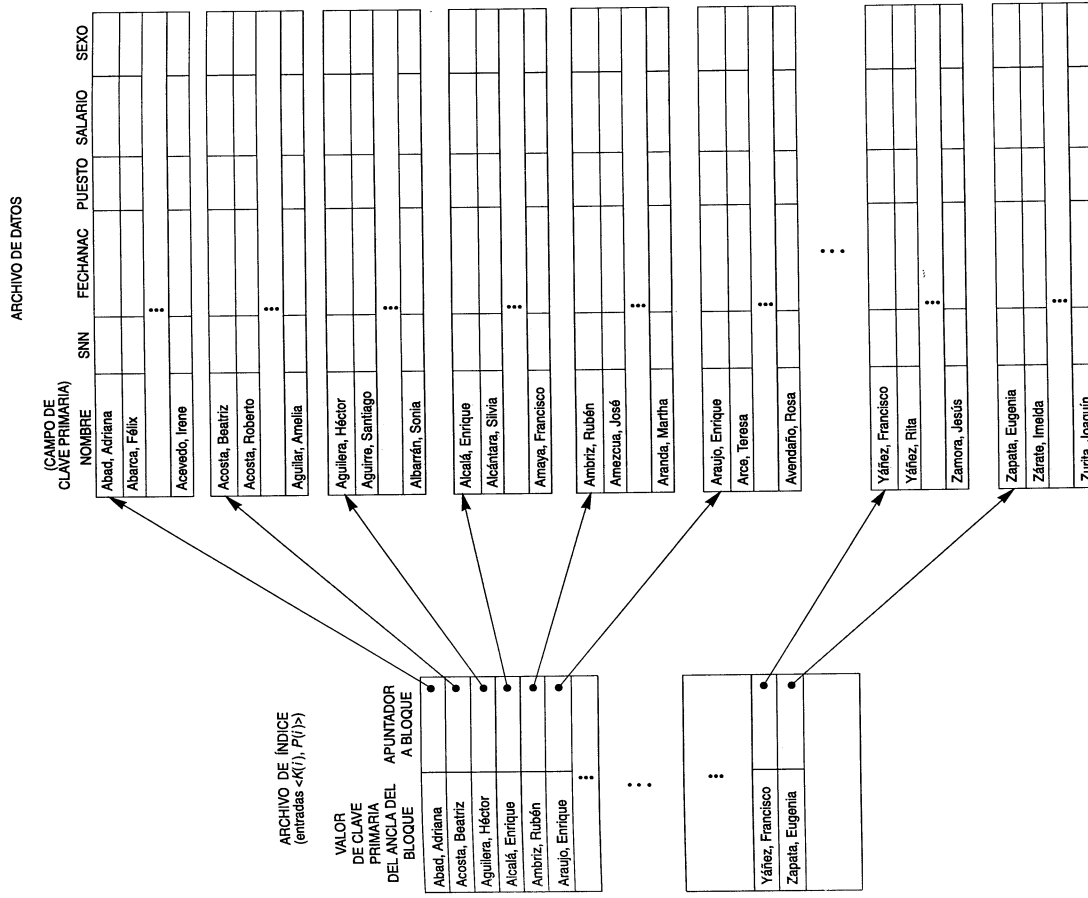 ARCHIVO DE DATOS
(CAMPO DE
CLAVE PRIMARIA)
NOMBRE SNN FECHANAC PUESTO SALARIO SEXO
Abad, Adriana
Abarca, Félix
Acevedo, Irene
Acosta, Beatriz
Acosta, Roberto
Aguilar, Amelia
Aguilera, Héctor
Aguirre, Santiago
Albarrán, Sonia
Alcalá, Enrique
Alcántara, Silvia
Amaya, Francisco
Ambriz, Rubén
Amezcua, José
Aranda, Martha
Araujo, Enrique
Arce, Teresa
Avendaño, Rosa
Yáñez, Francisco
Yáñez, Rita
Zamora, Jesús
Zapata, Eugenia
Zárate, Imelda
Zurita, Joaquín
ARCHIVO DE ÍNDICE
(entradas <K(i), P(i)>)
VALOR
DE CLAVE
PRIMARIA
DEL ANCLA DEL
BLOQUE
APUNTADOR
A BLOQUE
Abad, Adriana
Acosta, Beatriz
Aguilera, Héctor
Alcalá, Enrique
Ambriz, Rubén
Araujo, Enrique
Yáñez, Francisco
Zapata, Eugenia